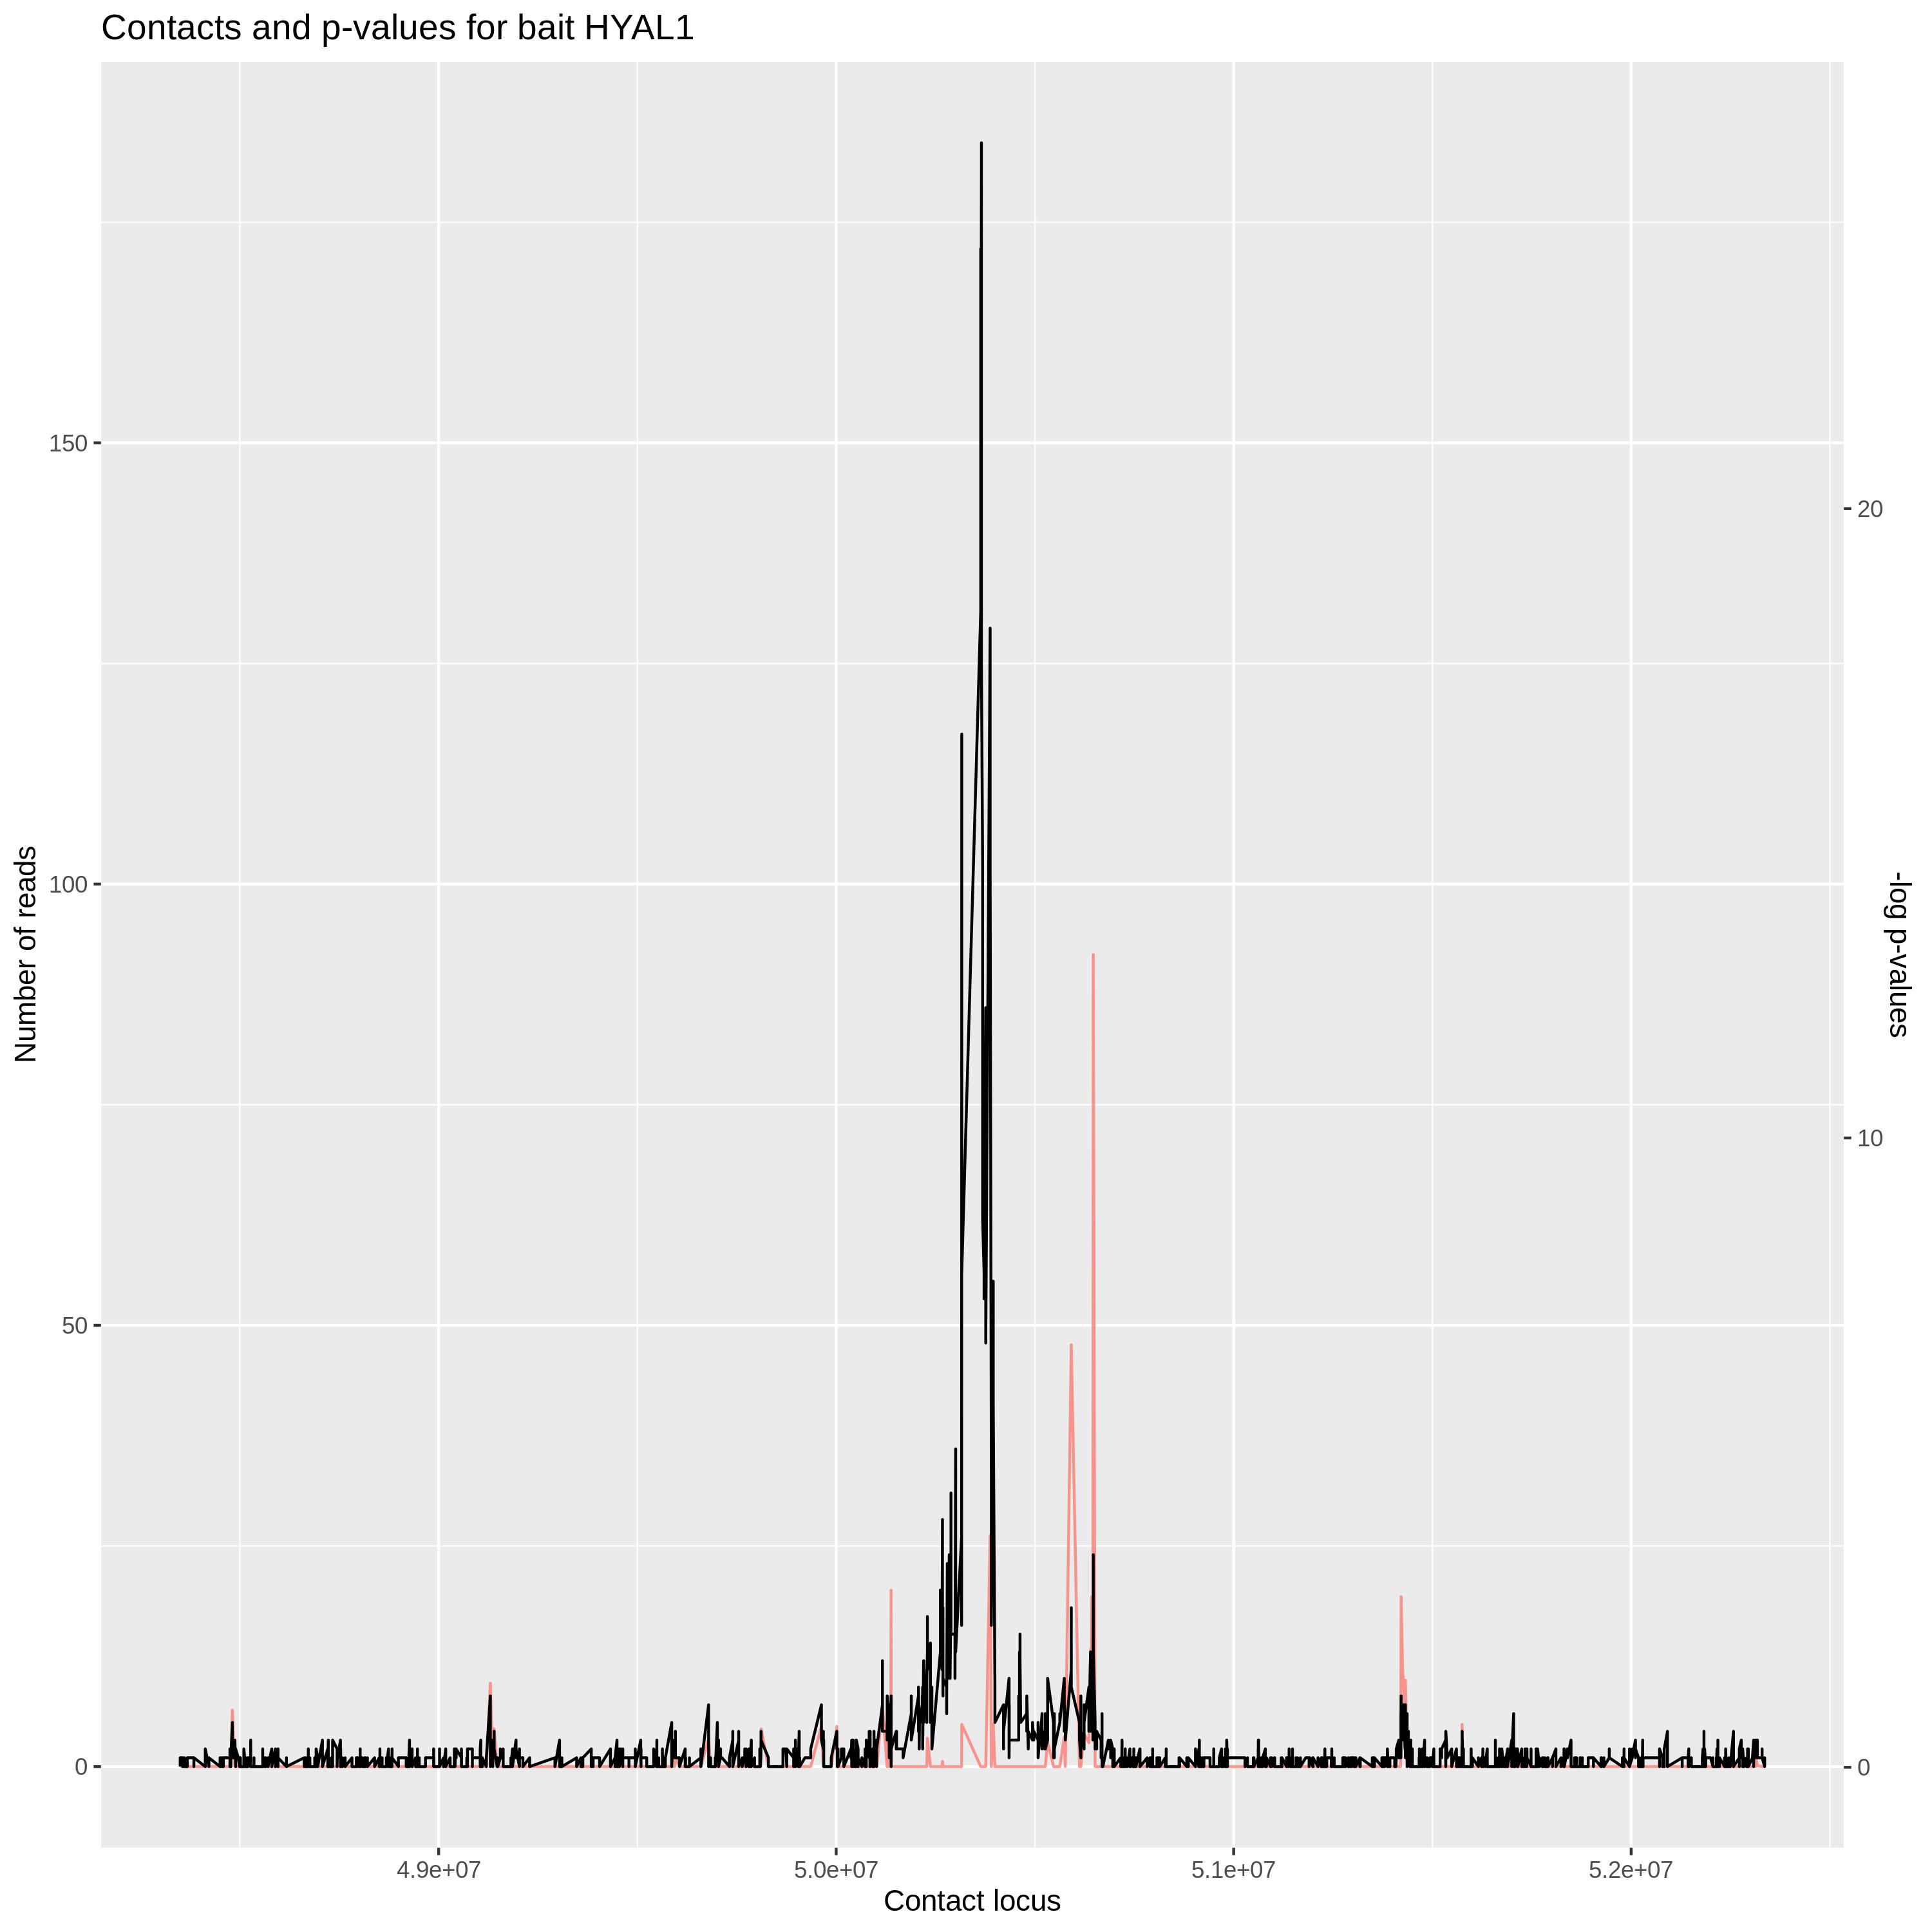 Contacts and p-values for bait HYAL1
Number of reads
150
100
50
0
20
10
0
-log p-values
4.9e+07
5.0e+07
5.1e+07
5.2e+07
Contact locus